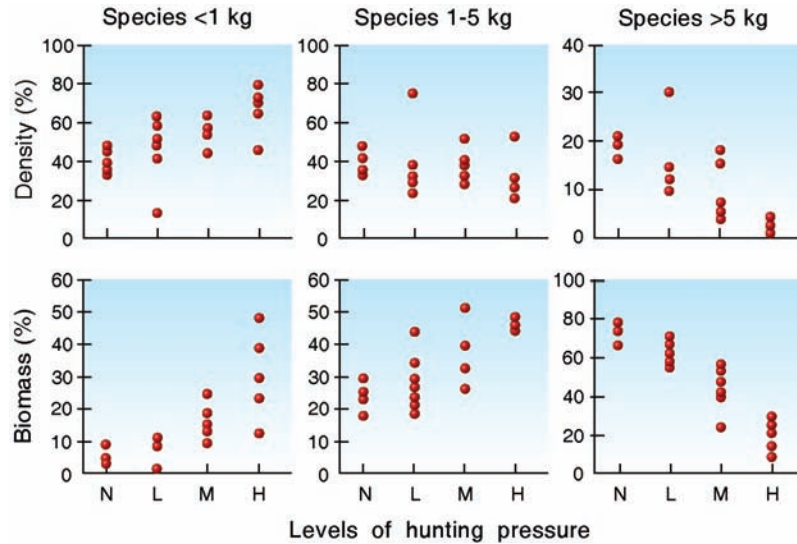 Species <1 kg
Species 1-5 kg
Species >5 kg
Density (%)
100
80
60
40
20
0
N
L
M
H
100
80
60
40
20
0
N
L
M
H
40
30
20
10
0
N
L
M
H
Biomass (%)
60
50
40
30
20
10
0
N
L
M
H
60
50
40
30
20
10
0
N
L
M
H
100
80
60
40
20
0
N
L
M
H
Levels of hunting pressure